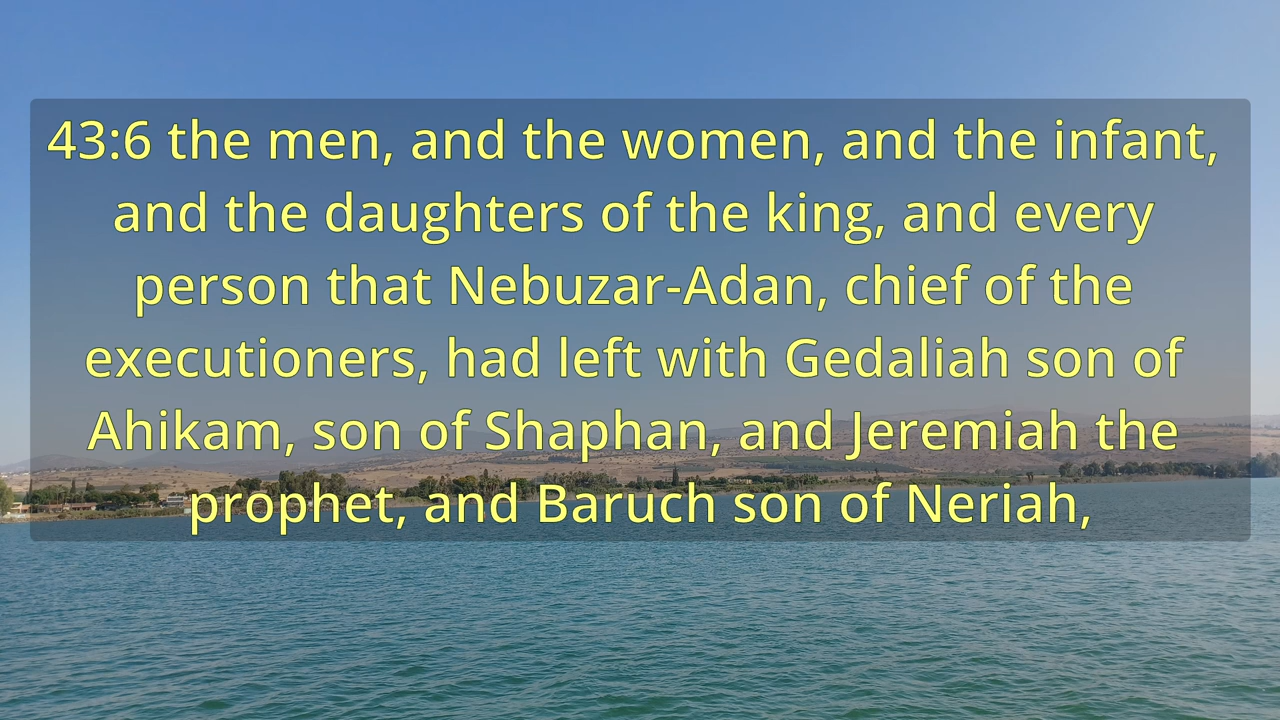 43:6 the men, and the women, and the infant,
and the daughters of the king, and every
person that Nebuzar-Adan, chief of the
executioners, had left with Gedaliah son of
Ahikam, son of Shaphan, and Jeremiah the
prophet, and Baruch son of Neriah,